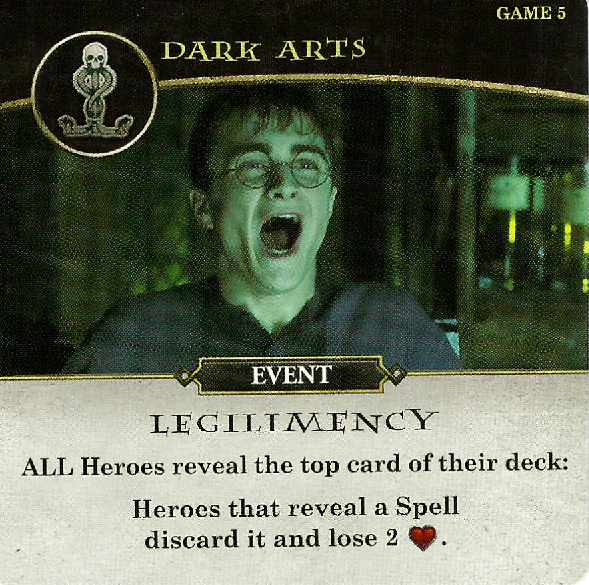 GAME 5
DARK ARTS
EVENT
LEGILIMENCY
ALL Heroes reveal the top card of their deck:
Heroes that reveal a Spell
discard it and lose 2 .